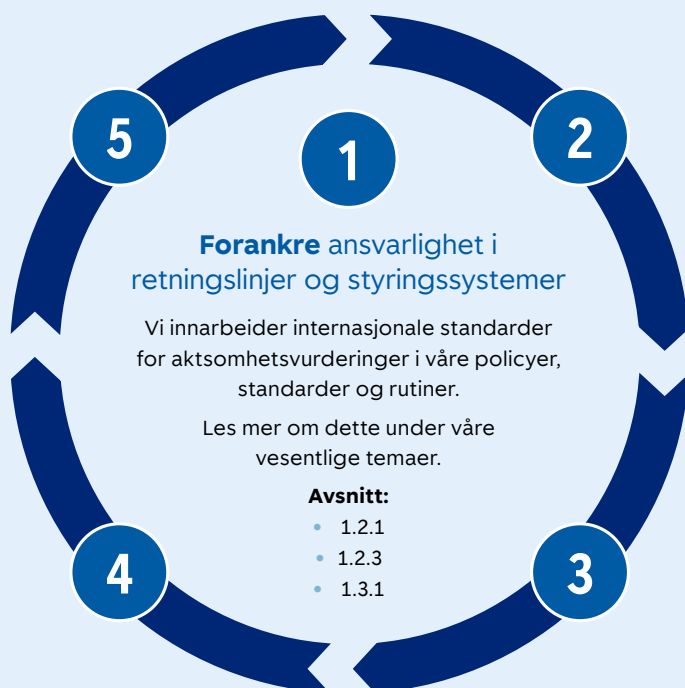 5
1
2
Forankre ansvarlighet i
retningslinjer og styringssystemer
Vi innarbeider internasjonale standarder
for aktsomhetsvurderinger i våre policyer,
standarder og rutiner.
Les mer om dette under våre
vesentlige temaer.
Avsnitt:
• 1.2.1
• 1.2.3
• 1.3.1
4
3